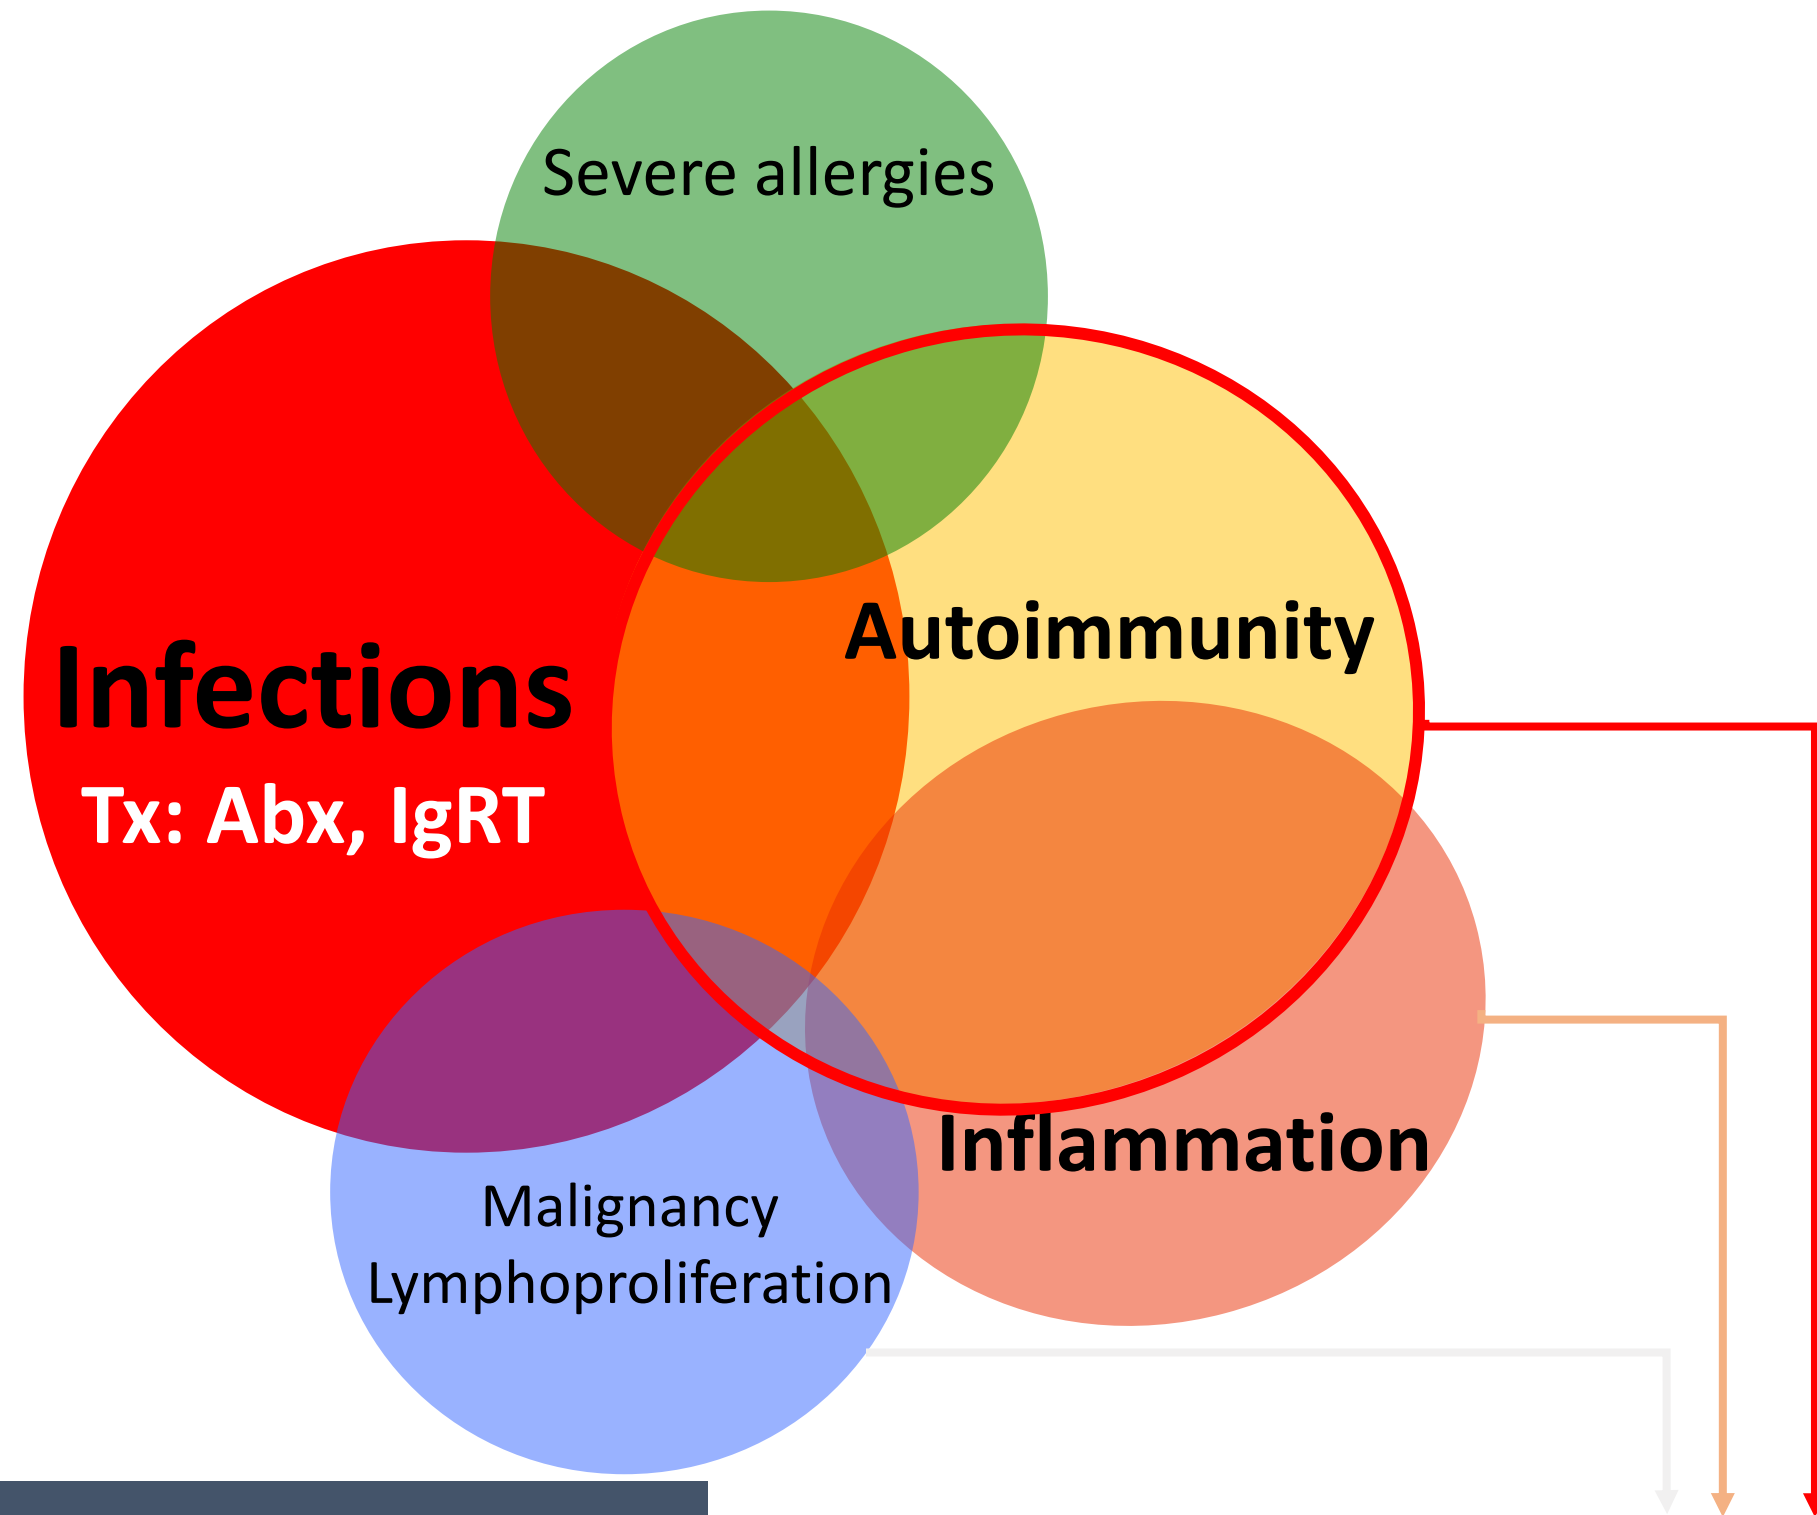 Severe allergies
Autoimmunity
Infections
Tx: Abx, IgRT
Inflammation
Malignancy
Lymphoproliferation